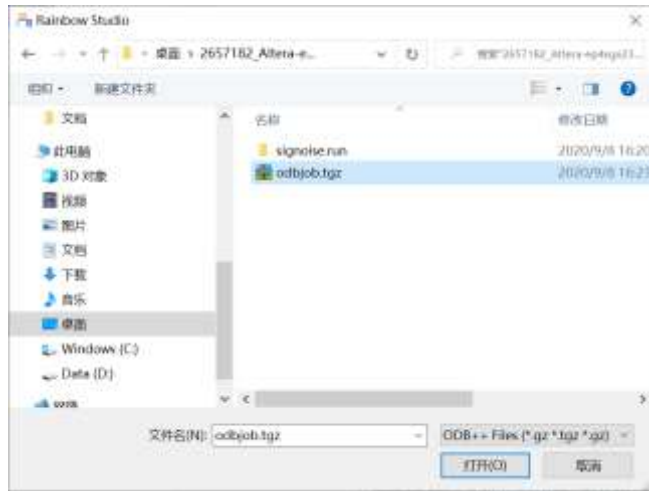 Rainbow Studio
桌面 › 2657182_Altera-e...
组织 新建文件夹
文档
名称
修改日期
此电脑
signoise.run
2020/9/8 16:20
3D 对象
odbjob.tgz
2020/9/8 16:23
视频
图片
文档
下载
音乐
桌面
Windows (C:)
Data (D:)
网络
文件名(N): odbjob.tgz
ODB++ Files (*.gz *.tgz *.gz)
打开(O) 取消